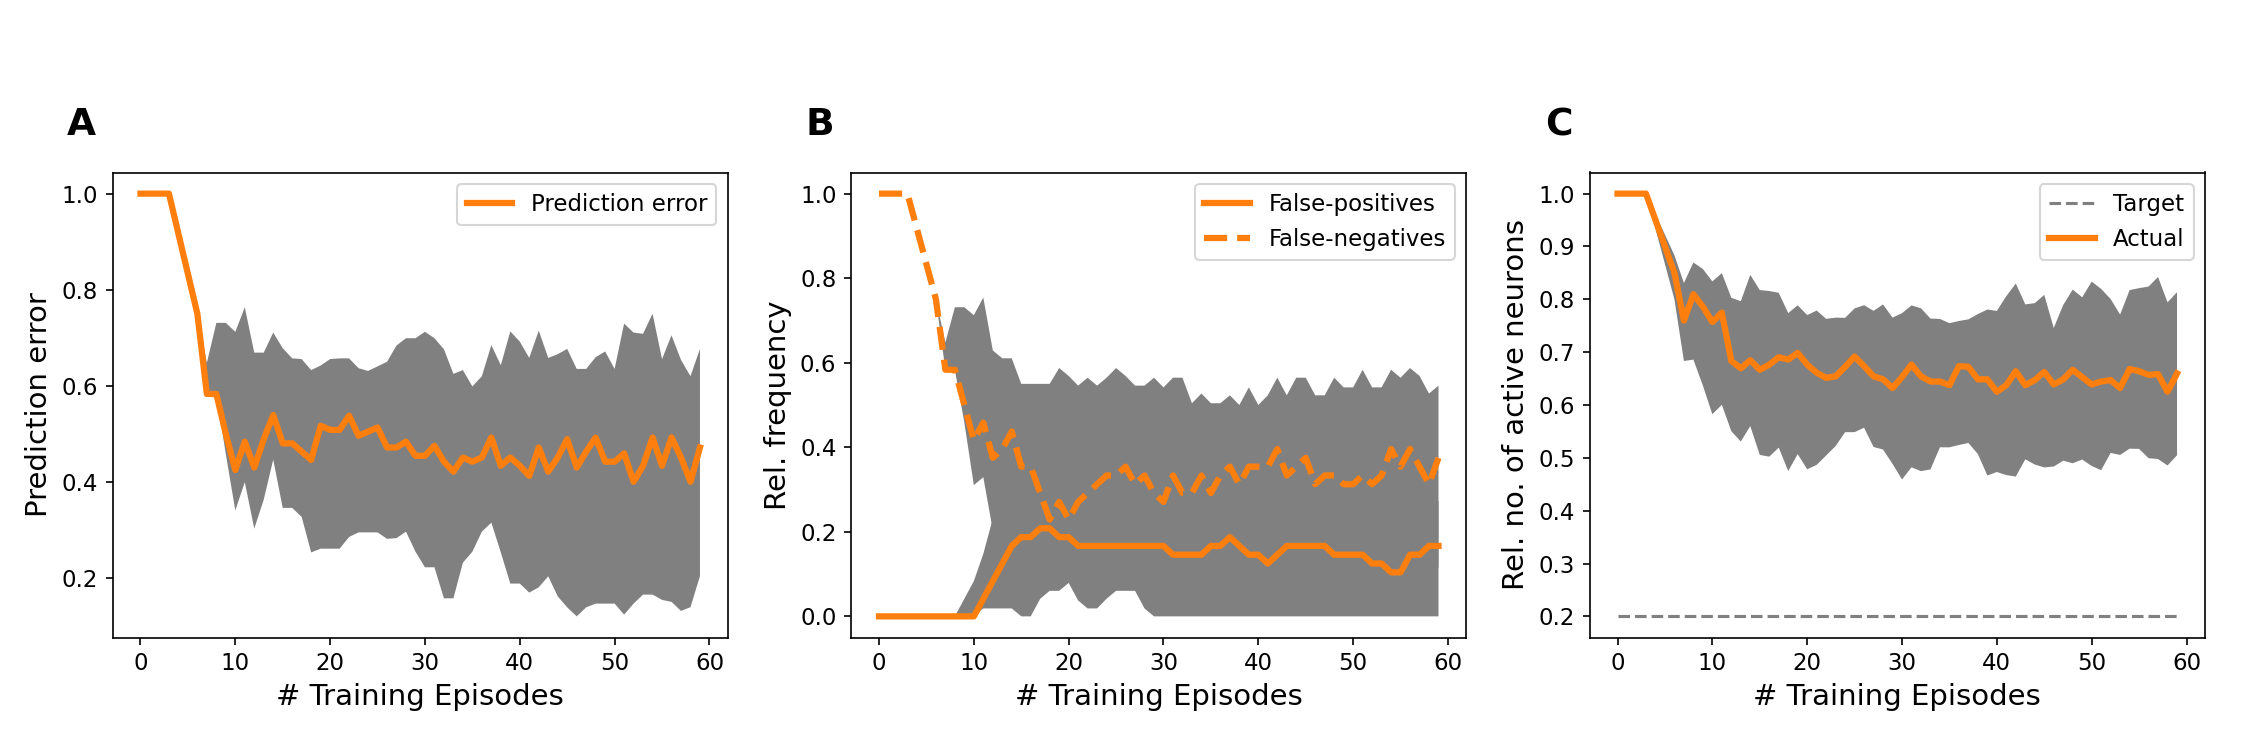 A
Prediction error
1.0
0.8
0.6
0.4
0.2
Prediction error
0 10 20 30 40 50 60
# Training Episodes
B
False-positives
False-negatives
1.0
0.8
0.6
0.4
0.2
0.0
Rel. frequency
0 10 20 30 40 50 60
# Training Episodes
C
Target
Actual
1.0
0.9
0.8
0.7
0.6
0.5
0.4
0.3
0.2
Rel. no. of active neurons
0 10 20 30 40 50 60
# Training Episodes